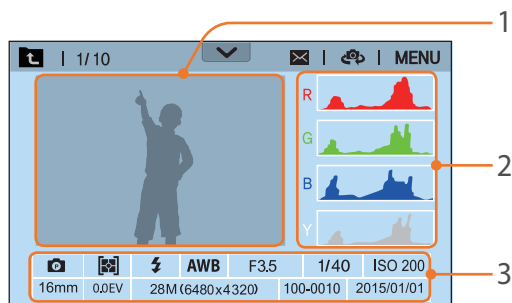 1
1/10
MENU
R
G
2
B
Y
P
AWB
F3.5
1/40
ISO 200
3
16mm
0.0EV
28M (6480x4320)
100-0010
2015/01/01